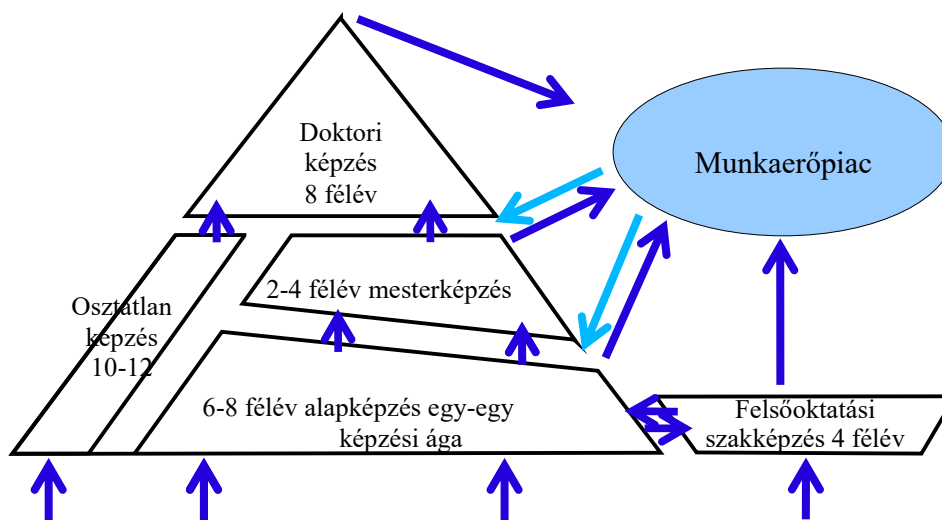 Doktori
képzés
8 félév
Munkaerőpiac
2-4 félév mesterképzés
Osztatlan
képzés
10-12
6-8 félév alapképzés egy-egy
képzési ága
Felsőoktatási
szakképzés 4 félév